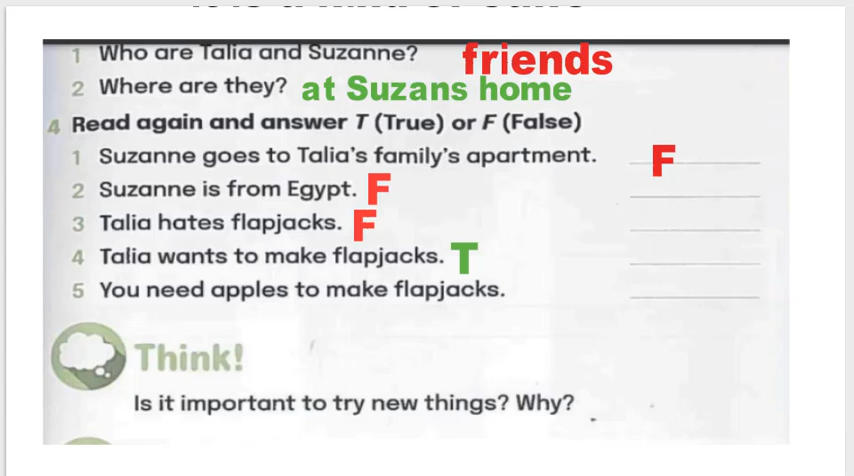 1 Who are Talia and Suzanne? friends
2 Where are they? at Suzans home
4 Read again and answer T (True) or F (False)
1 Suzanne goes to Talia's family's apartment. F
2 Suzanne is from Egypt. F
3 Talia hates flapjacks. F
4 Talia wants to make flapjacks. T
5 You need apples to make flapjacks.
Think!
Is it important to try new things? Why?